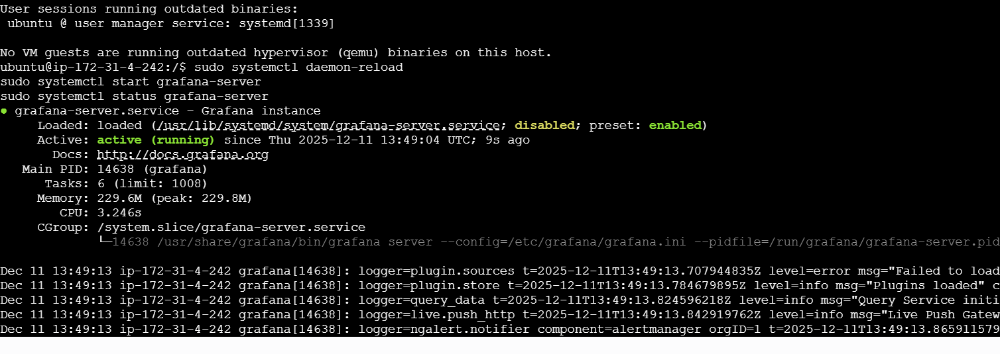 User sessions running outdated binaries:
 ubuntu @ user manager service: systemd[1339]

No VM guests are running outdated hypervisor (qemu) binaries on this host.
ubuntu@ip-172-31-4-242:/$ sudo systemctl daemon-reload
sudo systemctl start grafana-server
sudo systemctl status grafana-server
● grafana-server.service - Grafana instance
     Loaded: loaded (/usr/lib/systemd/system/grafana-server.service; disabled; preset: enabled)
     Active: active (running) since Thu 2025-12-11 13:49:04 UTC; 9s ago
       Docs: http://docs.grafana.org
   Main PID: 14638 (grafana)
      Tasks: 6 (limit: 1008)
     Memory: 229.6M (peak: 229.8M)
        CPU: 3.246s
     CGroup: /system.slice/grafana-server.service
             └─14638 /usr/share/grafana/bin/grafana server --config=/etc/grafana/grafana.ini --pidfile=/run/grafana/grafana-server.pid

Dec 11 13:49:13 ip-172-31-4-242 grafana[14638]: logger=plugin.sources t=2025-12-11T13:49:13.707944835Z level=error msg="Failed to load
Dec 11 13:49:13 ip-172-31-4-242 grafana[14638]: logger=plugin.store t=2025-12-11T13:49:13.784679895Z level=info msg="Plugins loaded" c
Dec 11 13:49:13 ip-172-31-4-242 grafana[14638]: logger=query_data t=2025-12-11T13:49:13.824596218Z level=info msg="Query Service initi
Dec 11 13:49:13 ip-172-31-4-242 grafana[14638]: logger=live.push_http t=2025-12-11T13:49:13.842919762Z level=info msg="Live Push Gatew
Dec 11 13:49:13 ip-172-31-4-242 grafana[14638]: logger=ngalert.notifier component=alertmanager orgID=1 t=2025-12-11T13:49:13.865911579